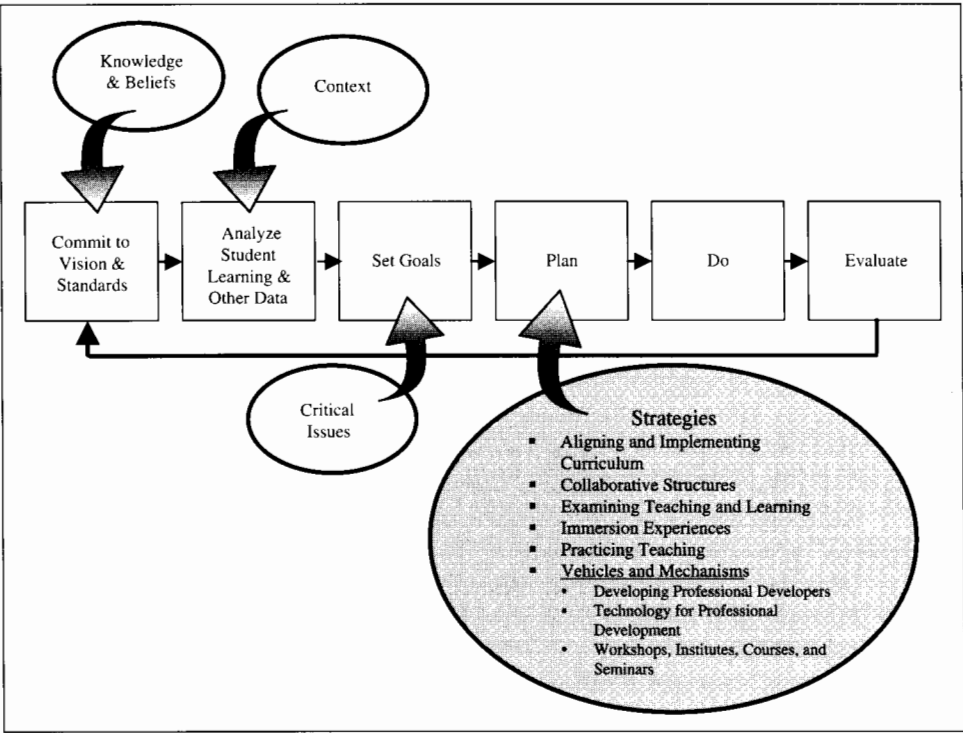 Knowledge
& Beliefs
Context
Commit to
Vision &
Standards
Analyze
Student
Learning &
Other Data
Set Goals
Plan
Do
Evaluate
Critical
Issues
Strategies
▪ Aligning and Implementing
Curriculum
▪ Collaborative Structures
▪ Examining Teaching and Learning
▪ Immersion Experiences
▪ Practicing Teaching
▪ Vehicles and Mechanisms
• Developing Professional Developers
• Technology for Professional
Development
• Workshops, Institutes, Courses, and
Seminars